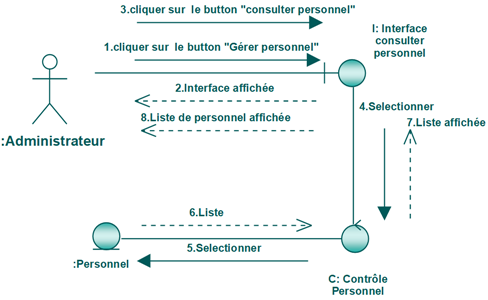 3.cliquer sur le button "consulter personnel"
I: Interface
consulter
personnel
1.cliquer sur le button "Gérer personnel"
2.Interface affichée
8.Liste de personnel affichée
4.Selectionner
7.Liste affichée
:Administrateur
6.Liste
5.Selectionner
:Personnel
C: Contrôle
Personnel